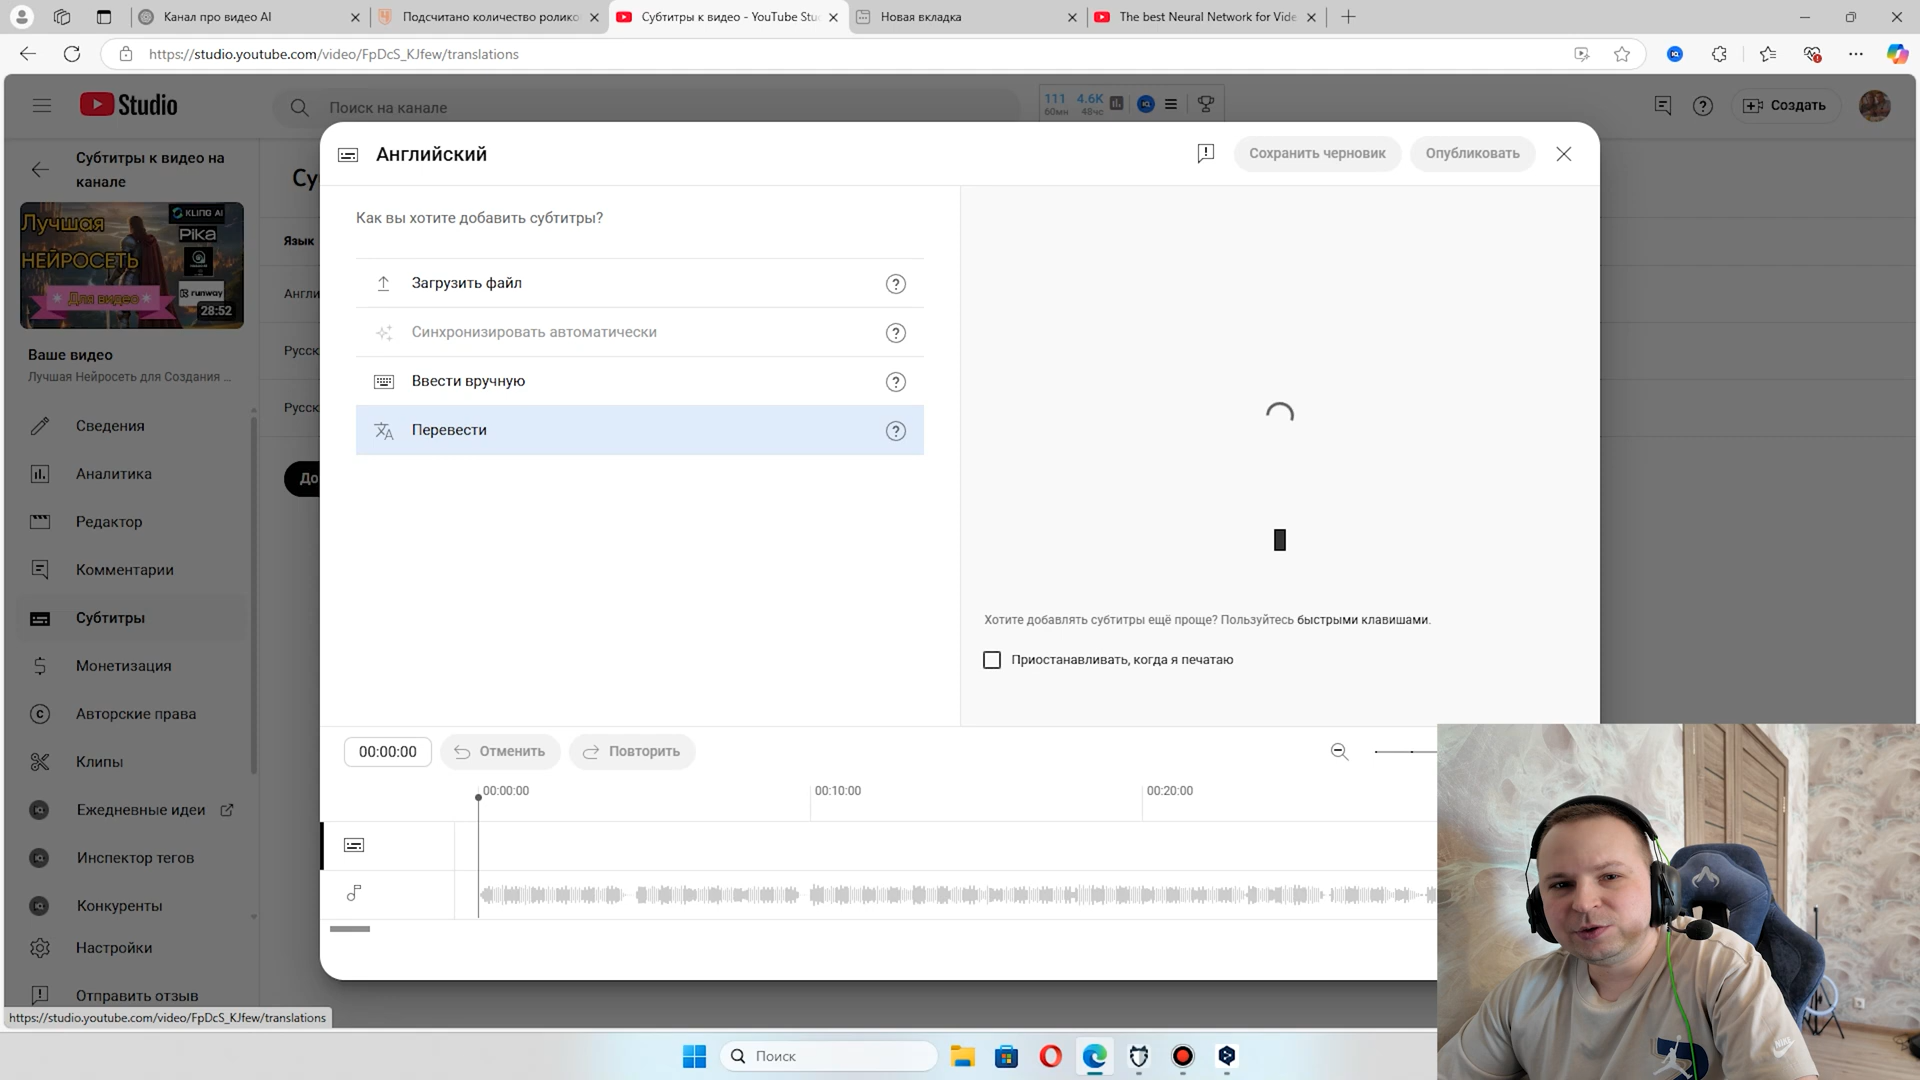 Канал про видео AI
Подсчитано количество ролико
Субтитры к видео - YouTube Stu
Новая вкладка
The best Neural Network for Vide
https://studio.youtube.com/video/FpDcS_KJfew/translations
Studio
Поиск на канале
111 4.6K
60мн 48чс
Создать
Субтитры к видео на
канале
Су
Английский
Сохранить черновик
Опубликовать
Лучшая
НЕЙРОСЕТЬ
Для видео
KLING AI
Pika
runway
28:52
Ваше видео
Лучшая Нейросеть для Создания ...
Сведения
Аналитика
Редактор
Комментарии
Субтитры
Монетизация
Авторские права
Клипы
Ежедневные идеи
Инспектор тегов
Конкуренты
Настройки
Отправить отзыв
https://studio.youtube.com/video/FpDcS_KJfew/translations
Язык
Англи
Русск
Русск
До
Как вы хотите добавить субтитры?
Загрузить файл
Синхронизировать автоматически
Ввести вручную
Перевести
Хотите добавлять субтитры ещё проще? Пользуйтесь быстрыми клавишами.
Приостанавливать, когда я печатаю
00:00:00
Отменить
Повторить
00:00:00
00:10:00
00:20:00
Поиск